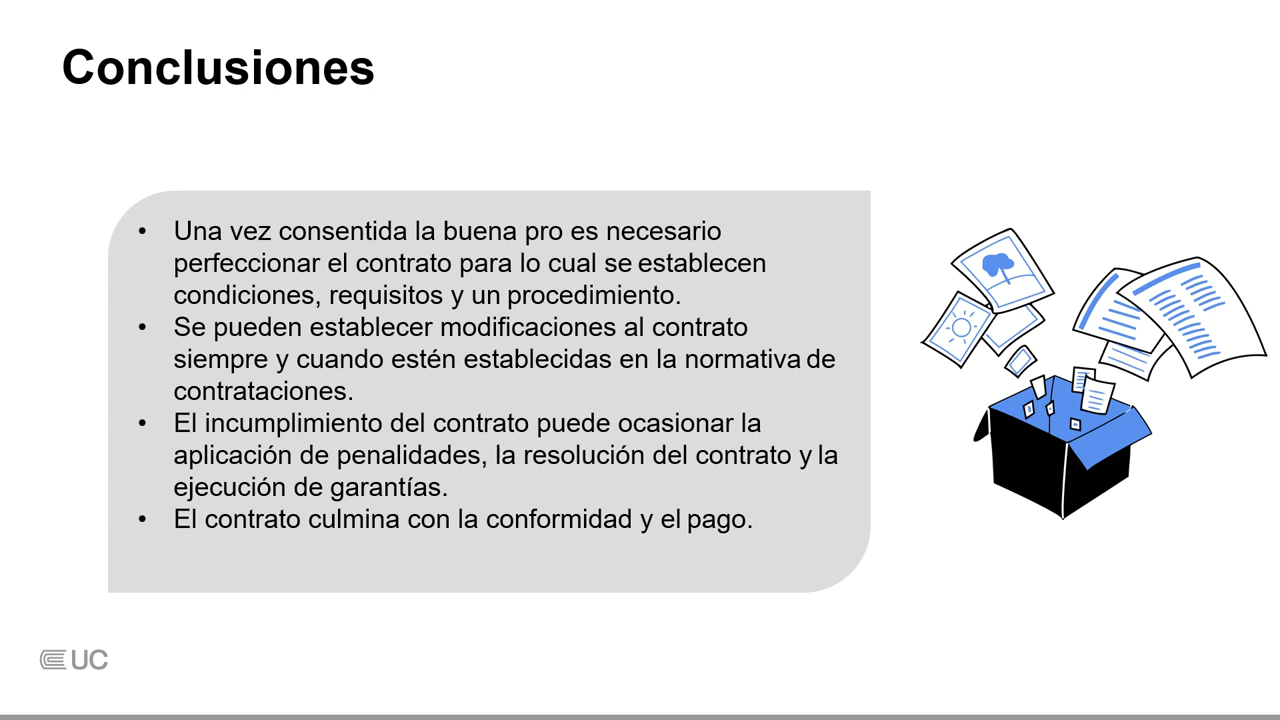 Conclusiones
• Una vez consentida la buena pro es necesario
perfeccionar el contrato para lo cual se establecen
condiciones, requisitos y un procedimiento.
• Se pueden establecer modificaciones al contrato
siempre y cuando estén establecidas en la normativa de
contrataciones.
• El incumplimiento del contrato puede ocasionar la
aplicación de penalidades, la resolución del contrato y la
ejecución de garantías.
• El contrato culmina con la conformidad y el pago.
UC